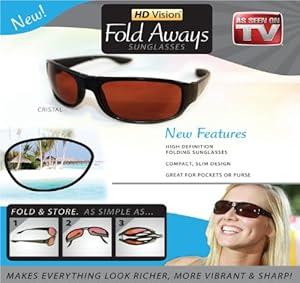 New!
HD Vision
Fold Aways
SUNGLASSES
AS SEEN ON
TV
CRISTAL
New Features
HIGH DEFINITION
FOLDING SUNGLASSES
COMPACT, SLIM DESIGN
GREAT FOR POCKETS OR PURSE
FOLD & STORE. AS SIMPLE AS...
1 2 3
MAKES EVERYTHING LOOK RICHER, MORE VIBRANT & SHARP!